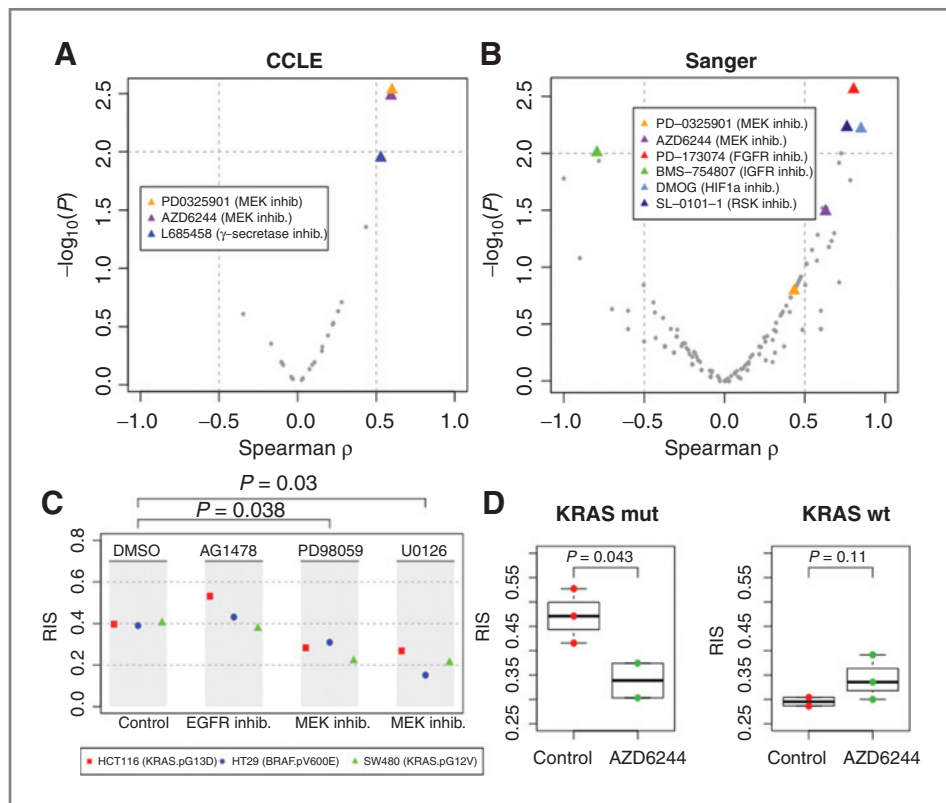 A
CCLE
2.5
2.0
1.5
1.0
0.5
0.0
–log10(P)
PD0325901 (MEK inhib)
AZD6244 (MEK inhib.)
L685458 (γ-secretase inhib.)
–1.0 –0.5 0.0 0.5 1.0
Spearman ρ
B
Sanger
2.5
2.0
1.5
1.0
0.5
0.0
–log10(P)
PD–0325901 (MEK inhib.)
AZD6244 (MEK inhib.)
PD–173074 (FGFR inhib.)
BMS–754807 (IGFR inhib.)
DMOG (HIF1a inhib.)
SL–0101–1 (RSK inhib.)
–1.0 –0.5 0.0 0.5 1.0
Spearman ρ
C
P = 0.03
P = 0.038
0.8
0.6
0.4
0.2
0.0
RIS
DMSO AG1478 PD98059 U0126
Control EGFR inhib. MEK inhib. MEK inhib.
HCT116 (KRAS.pG13D) HT29 (BRAF.pV600E) SW480 (KRAS.pG12V)
D
KRAS mut
P = 0.043
0.55
0.45
0.35
0.25
RIS
Control AZD6244
KRAS wt
P = 0.11
0.55
0.45
0.35
0.25
RIS
Control AZD6244